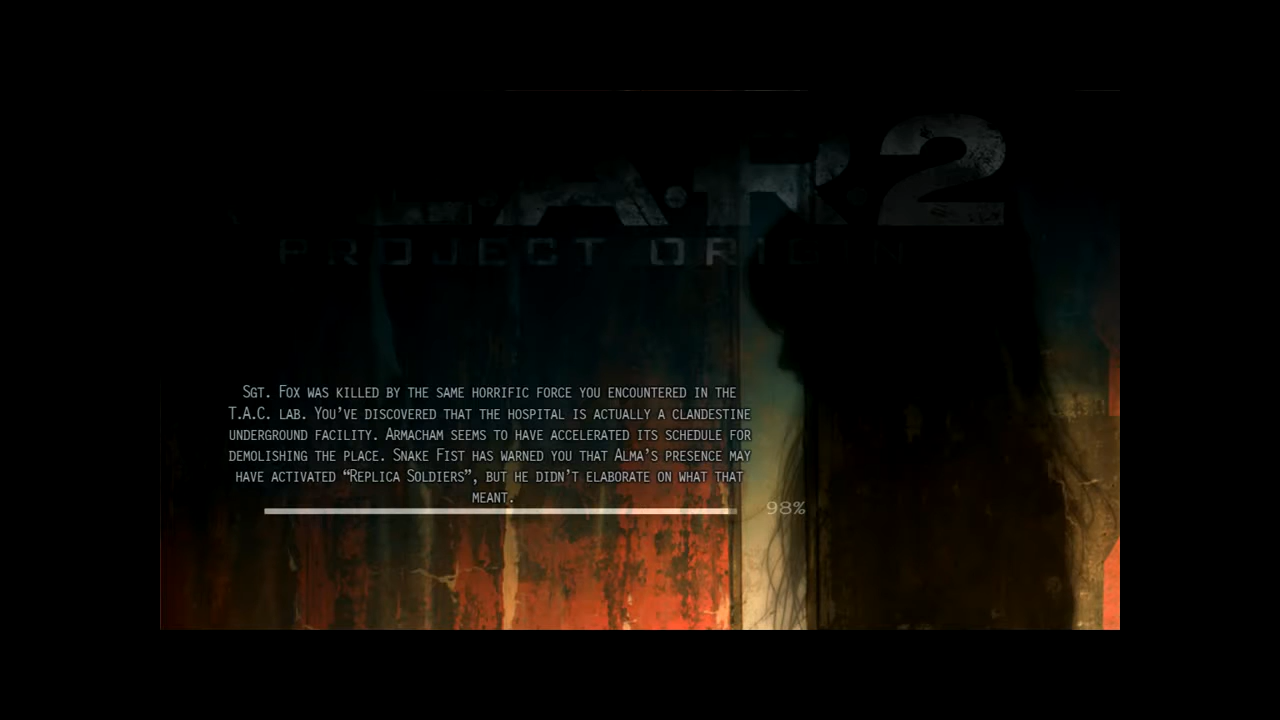 .A.R 2
PROJECT ORIGIN
Sgt. Fox was killed by the same horrific force you encountered in the
T.A.C. lab. You've discovered that the hospital is actually a clandestine
underground facility. Armacham seems to have accelerated its schedule for
demolishing the place. Snake Fist has warned you that Alma's presence may
have activated “Replica Soldiers”, but he didn't elaborate on what that
meant.
98%